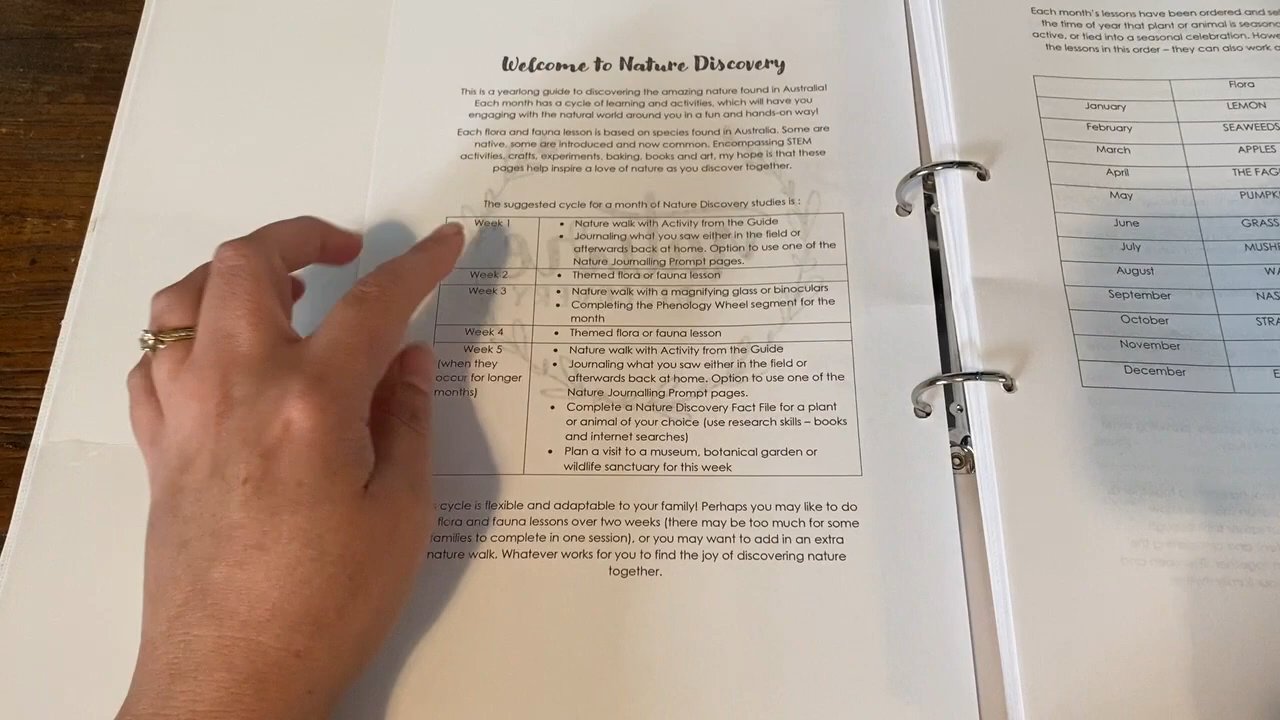 Welcome to Nature Discovery
This is a yearlong guide to discovering the amazing nature found in Australia!
Each month has a cycle of learning and activities, which will have you
engaging with the natural world around you in a fun and hands-on way!
Each flora and fauna lesson is based on species found in Australia. Some are
native, some are introduced and now common. Encompassing STEM
activities, crafts, experiments, baking, books and art, my hope is that these
pages help inspire a love of nature as you discover together.
The suggested cycle for a month of Nature Discovery studies is :
Week 1
• Nature walk with Activity from the Guide
• Journaling what you saw either in the field or
afterwards back at home. Option to use one of the
Nature Journalling Prompt pages.
Week 2
• Themed flora or fauna lesson
Week 3
• Nature walk with a magnifying glass or binoculars
• Completing the Phenology Wheel segment for the
month
Week 4
• Themed flora or fauna lesson
Week 5
(when they
occur for longer
months)
• Nature walk with Activity from the Guide
• Journaling what you saw either in the field or
afterwards back at home. Option to use one of the
Nature Journalling Prompt pages.
• Complete a Nature Discovery Fact File for a plant
or animal of your choice (use research skills – books
and internet searches)
• Plan a visit to a museum, botanical garden or
wildlife sanctuary for this week
cycle is flexible and adaptable to your family! Perhaps you may like to do
flora and fauna lessons over two weeks (there may be too much for some
families to complete in one session), or you may want to add in an extra
nature walk. Whatever works for you to find the joy of discovering nature
together.
Each month's lessons have been ordered and se
the time of year that plant or animal is season
active, or tied into a seasonal celebration. Howe
the lessons in this order – they can also work
Flora
January LEMON
February SEAWEEDS
March APPLES
April THE FAG
May PUMPK
June GRASS
July MUSH
August WA
September NAS
October STRA
November
December E